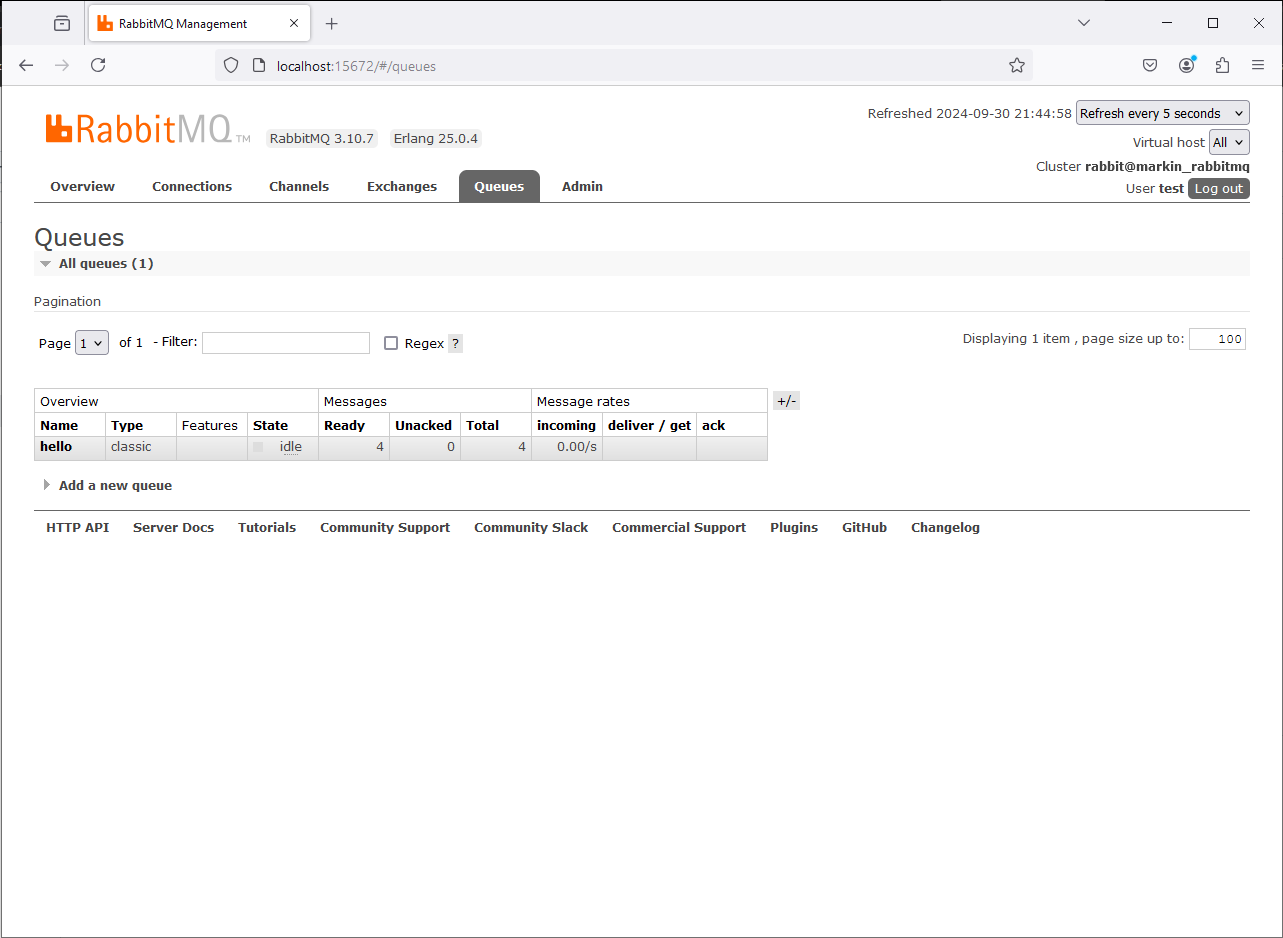 RabbitMQ Management
localhost:15672/#/queues
RabbitMQ TM RabbitMQ 3.10.7 Erlang 25.0.4
Refreshed 2024-09-30 21:44:58 Refresh every 5 seconds
Virtual host All
Cluster rabbit@markin_rabbitmq
User test Log out
Overview Connections Channels Exchanges Queues Admin
Queues
All queues (1)
Pagination
Page 1 of 1 - Filter: Regex ? Displaying 1 item , page size up to: 100
Overview Messages Message rates +/-
Name Type Features State Ready Unacked Total incoming deliver / get ack
hello classic idle 4 0 4 0.00/s
Add a new queue
HTTP API Server Docs Tutorials Community Support Community Slack Commercial Support Plugins GitHub Changelog